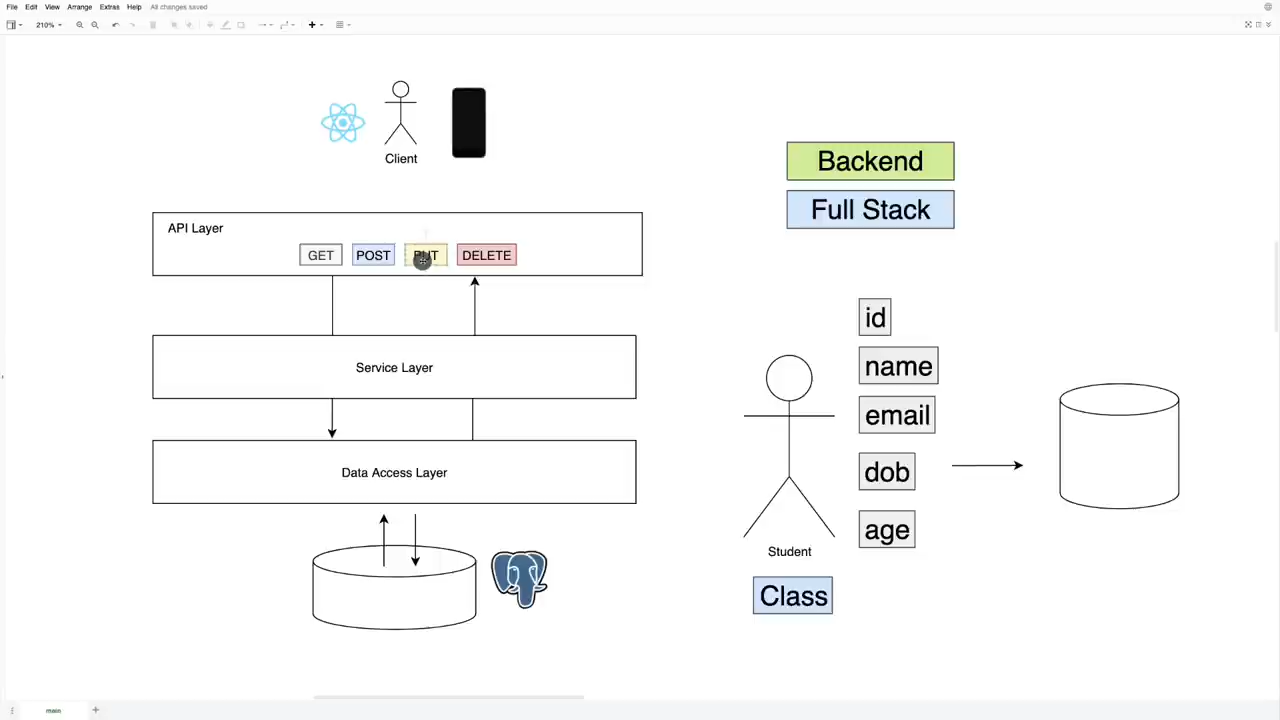 File Edit View Arrange Extras Help All changes saved
210%
Client
Backend
Full Stack
API Layer
GET POST PUT DELETE
Service Layer
Data Access Layer
id
name
email
dob
age
Student
Class
main